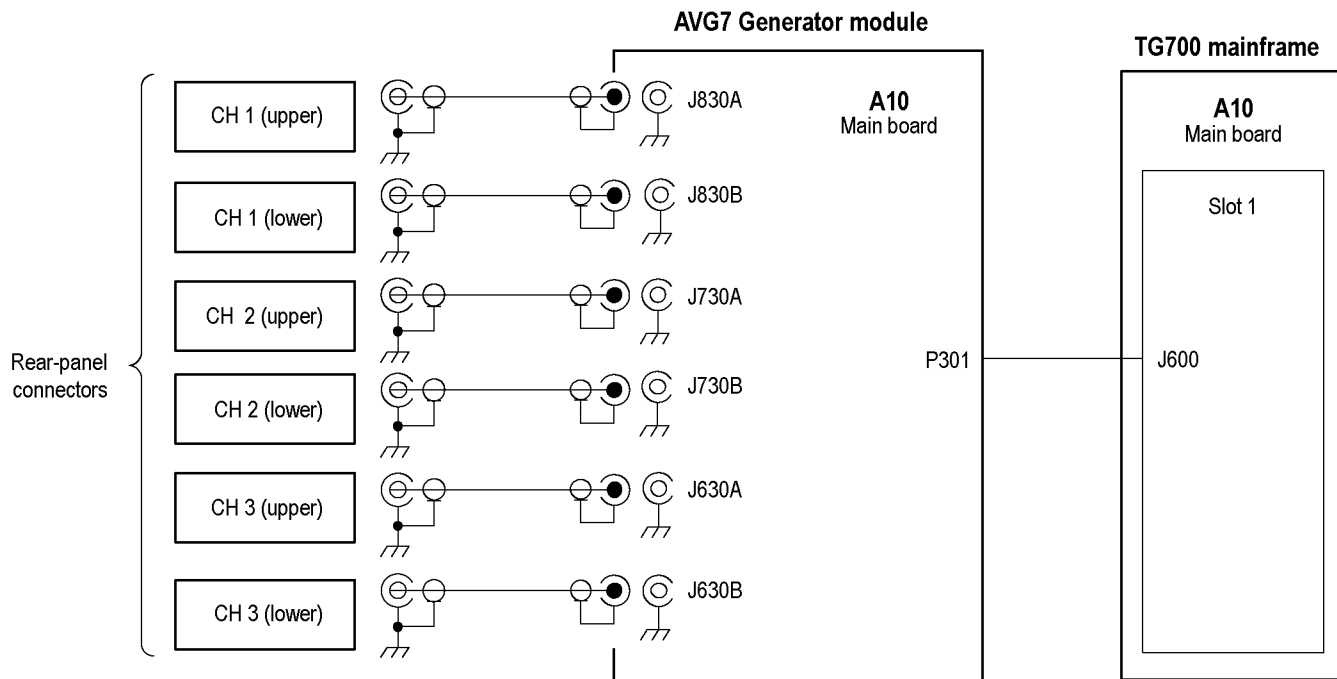 AVG7 Generator module
TG700 mainframe
CH 1 (upper)
J830A
A10
Main board
A10
Main board
CH 1 (lower)
J830B
Slot 1
CH 2 (upper)
J730A
Rear-panel
connectors
P301
J600
CH 2 (lower)
J730B
CH 3 (upper)
J630A
CH 3 (lower)
J630B